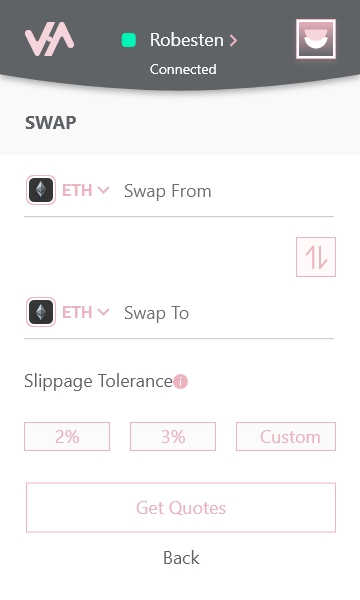 Robesten
Connected
SWAP
ETH Swap From
ETH Swap To
Slippage Tolerance
2% 3% Custom
Get Quotes
Back